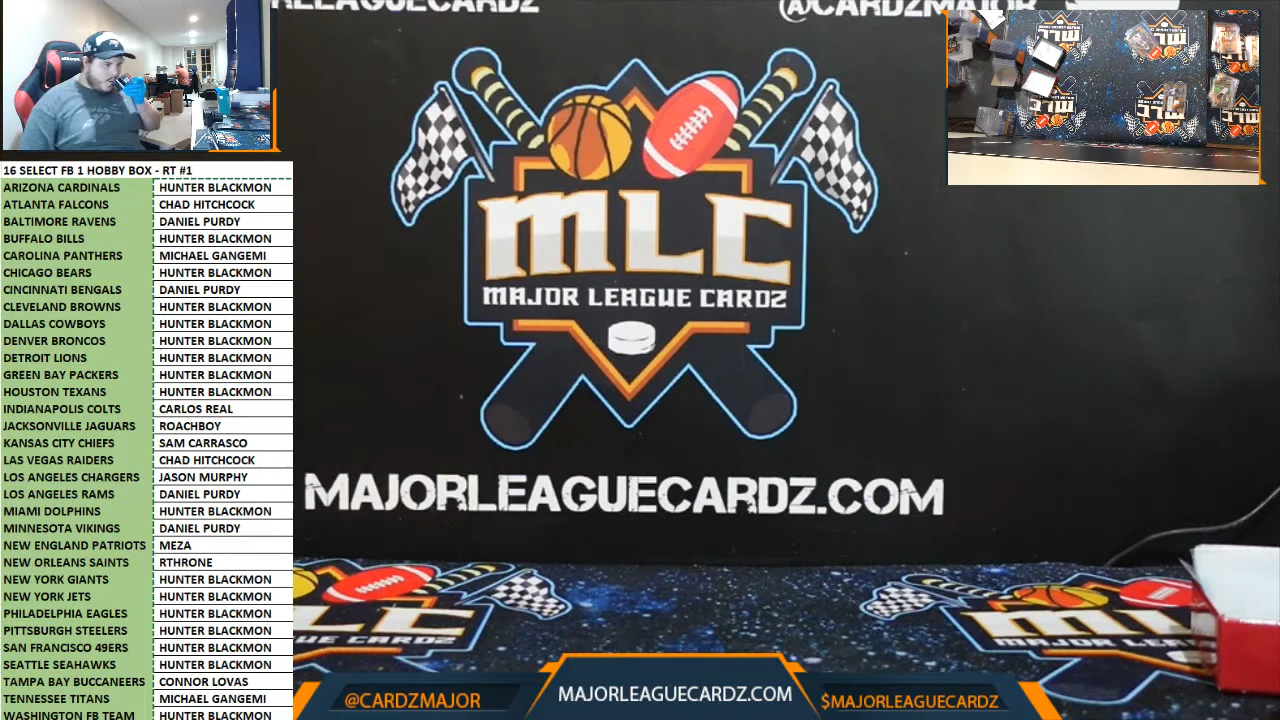 RLEAGUECARDZ
@CARDZMAJOR
16 SELECT FB 1 HOBBY BOX - RT #1
ARIZONA CARDINALS HUNTER BLACKMON
ATLANTA FALCONS CHAD HITCHCOCK
BALTIMORE RAVENS DANIEL PURDY
BUFFALO BILLS HUNTER BLACKMON
CAROLINA PANTHERS MICHAEL GANGEMI
CHICAGO BEARS HUNTER BLACKMON
CINCINNATI BENGALS DANIEL PURDY
CLEVELAND BROWNS HUNTER BLACKMON
DALLAS COWBOYS HUNTER BLACKMON
DENVER BRONCOS HUNTER BLACKMON
DETROIT LIONS HUNTER BLACKMON
GREEN BAY PACKERS HUNTER BLACKMON
HOUSTON TEXANS HUNTER BLACKMON
INDIANAPOLIS COLTS CARLOS REAL
JACKSONVILLE JAGUARS ROACHBOY
KANSAS CITY CHIEFS SAM CARRASCO
LAS VEGAS RAIDERS CHAD HITCHCOCK
LOS ANGELES CHARGERS JASON MURPHY
LOS ANGELES RAMS DANIEL PURDY
MIAMI DOLPHINS HUNTER BLACKMON
MINNESOTA VIKINGS DANIEL PURDY
NEW ENGLAND PATRIOTS MEZA
NEW ORLEANS SAINTS RTHRONE
NEW YORK GIANTS HUNTER BLACKMON
NEW YORK JETS HUNTER BLACKMON
PHILADELPHIA EAGLES HUNTER BLACKMON
PITTSBURGH STEELERS HUNTER BLACKMON
SAN FRANCISCO 49ERS HUNTER BLACKMON
SEATTLE SEAHAWKS HUNTER BLACKMON
TAMPA BAY BUCCANEERS CONNOR LOVAS
TENNESSEE TITANS MICHAEL GANGEMI
WASHINGTON FB TEAM HUNTER BLACKMON
MLC
MAJOR LEAGUE CARDZ
MAJORLEAGUECARDZ.COM
LC
UE CARDZ
MLC
@CARDZMAJOR
MAJORLEAGUECARDZ.COM
$MAJORLEAGUECARDZ